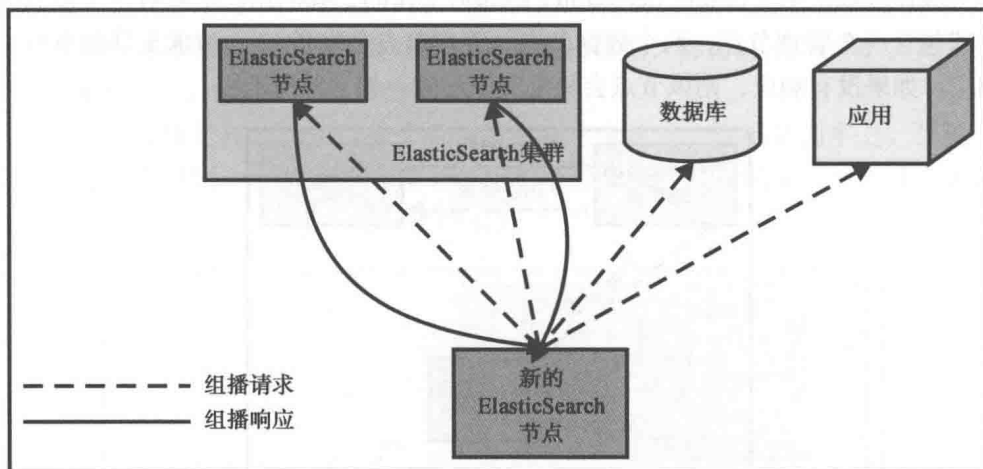 ElasticSearch
节点
ElasticSearch
节点
数据库
应用
ElasticSearch集群
新的
ElasticSearch
节点
组播请求
组播响应